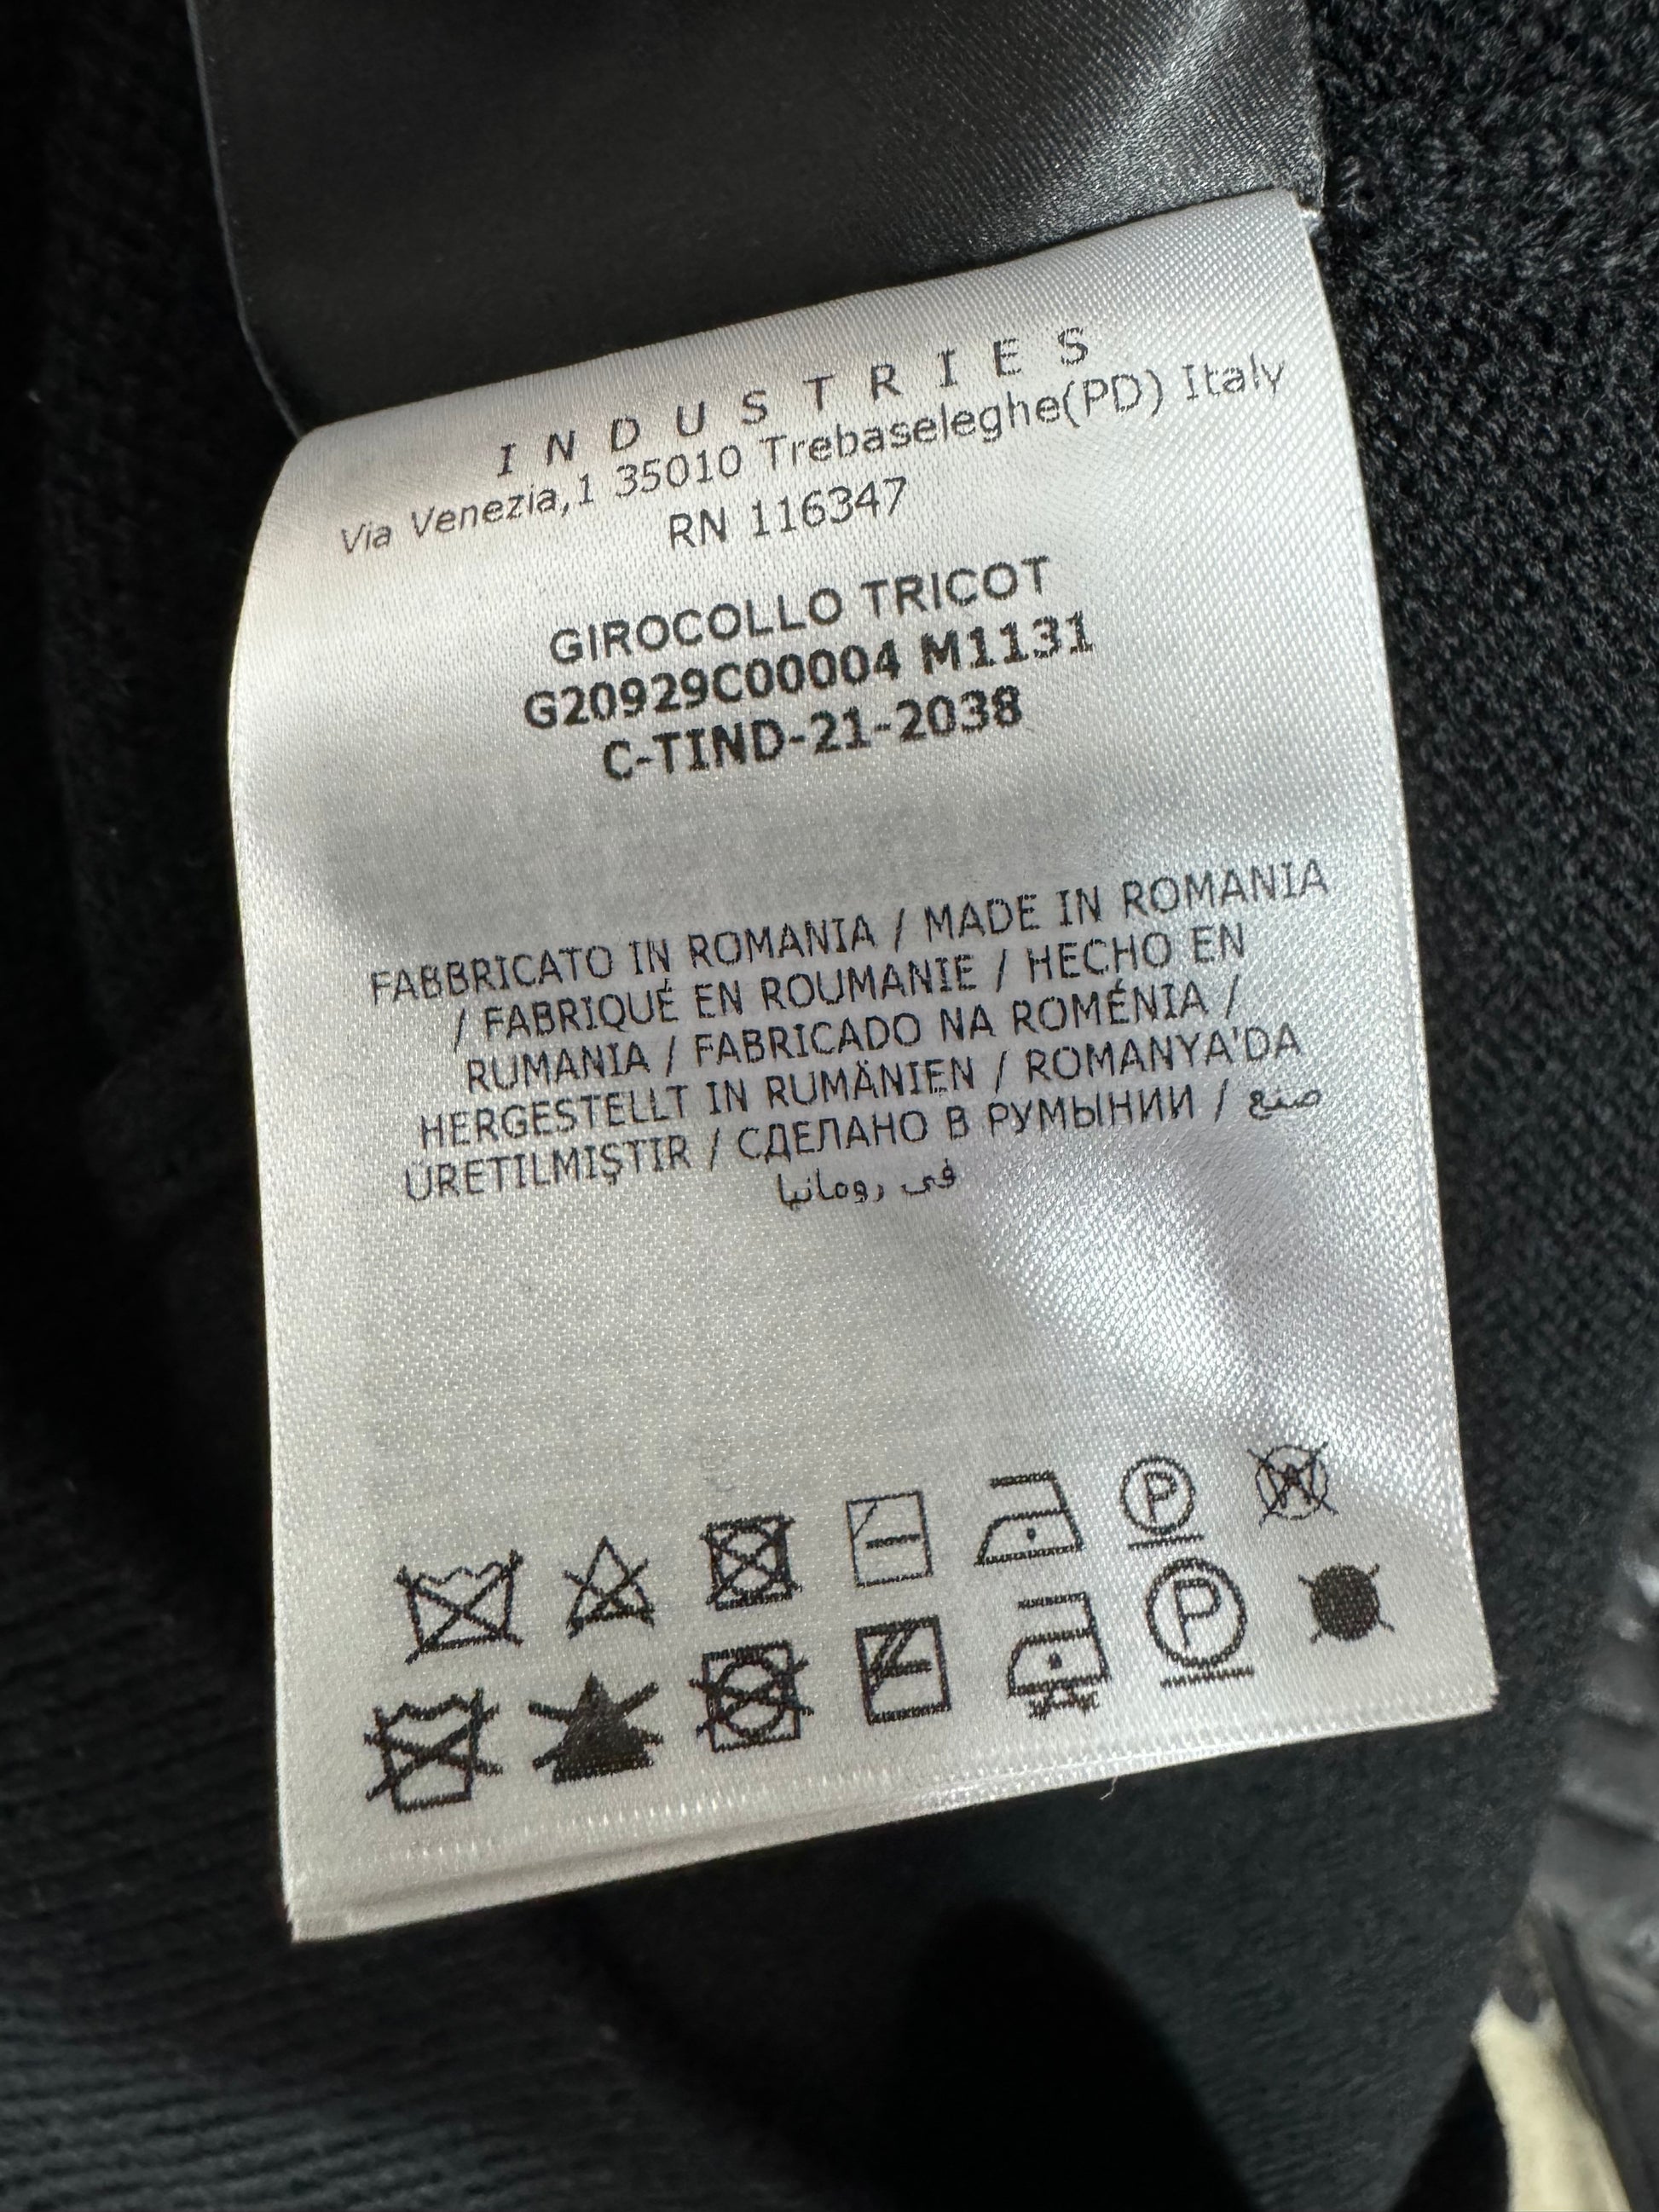 INDUSTRIES
Via Venezia,1 35010 Trebaseleghe(PD) Italy
RN 116347
GIROCOLLO TRICOT
G20929C00004 M1131
C-TIND-21-2038
FABBRICATO IN ROMANIA / MADE IN ROMANIA
/ FABRIQUÉ EN ROUMANIE / HECHO EN
RUMANIA / FABRICADO NA ROMÉNIA /
HERGESTELLT IN RUMÄNIEN / ROMANYA'DA
ÜRETILMIŞTIR / СДЕЛАНО В РУМЫНИИ / صنع
في رومانيا
P W
P